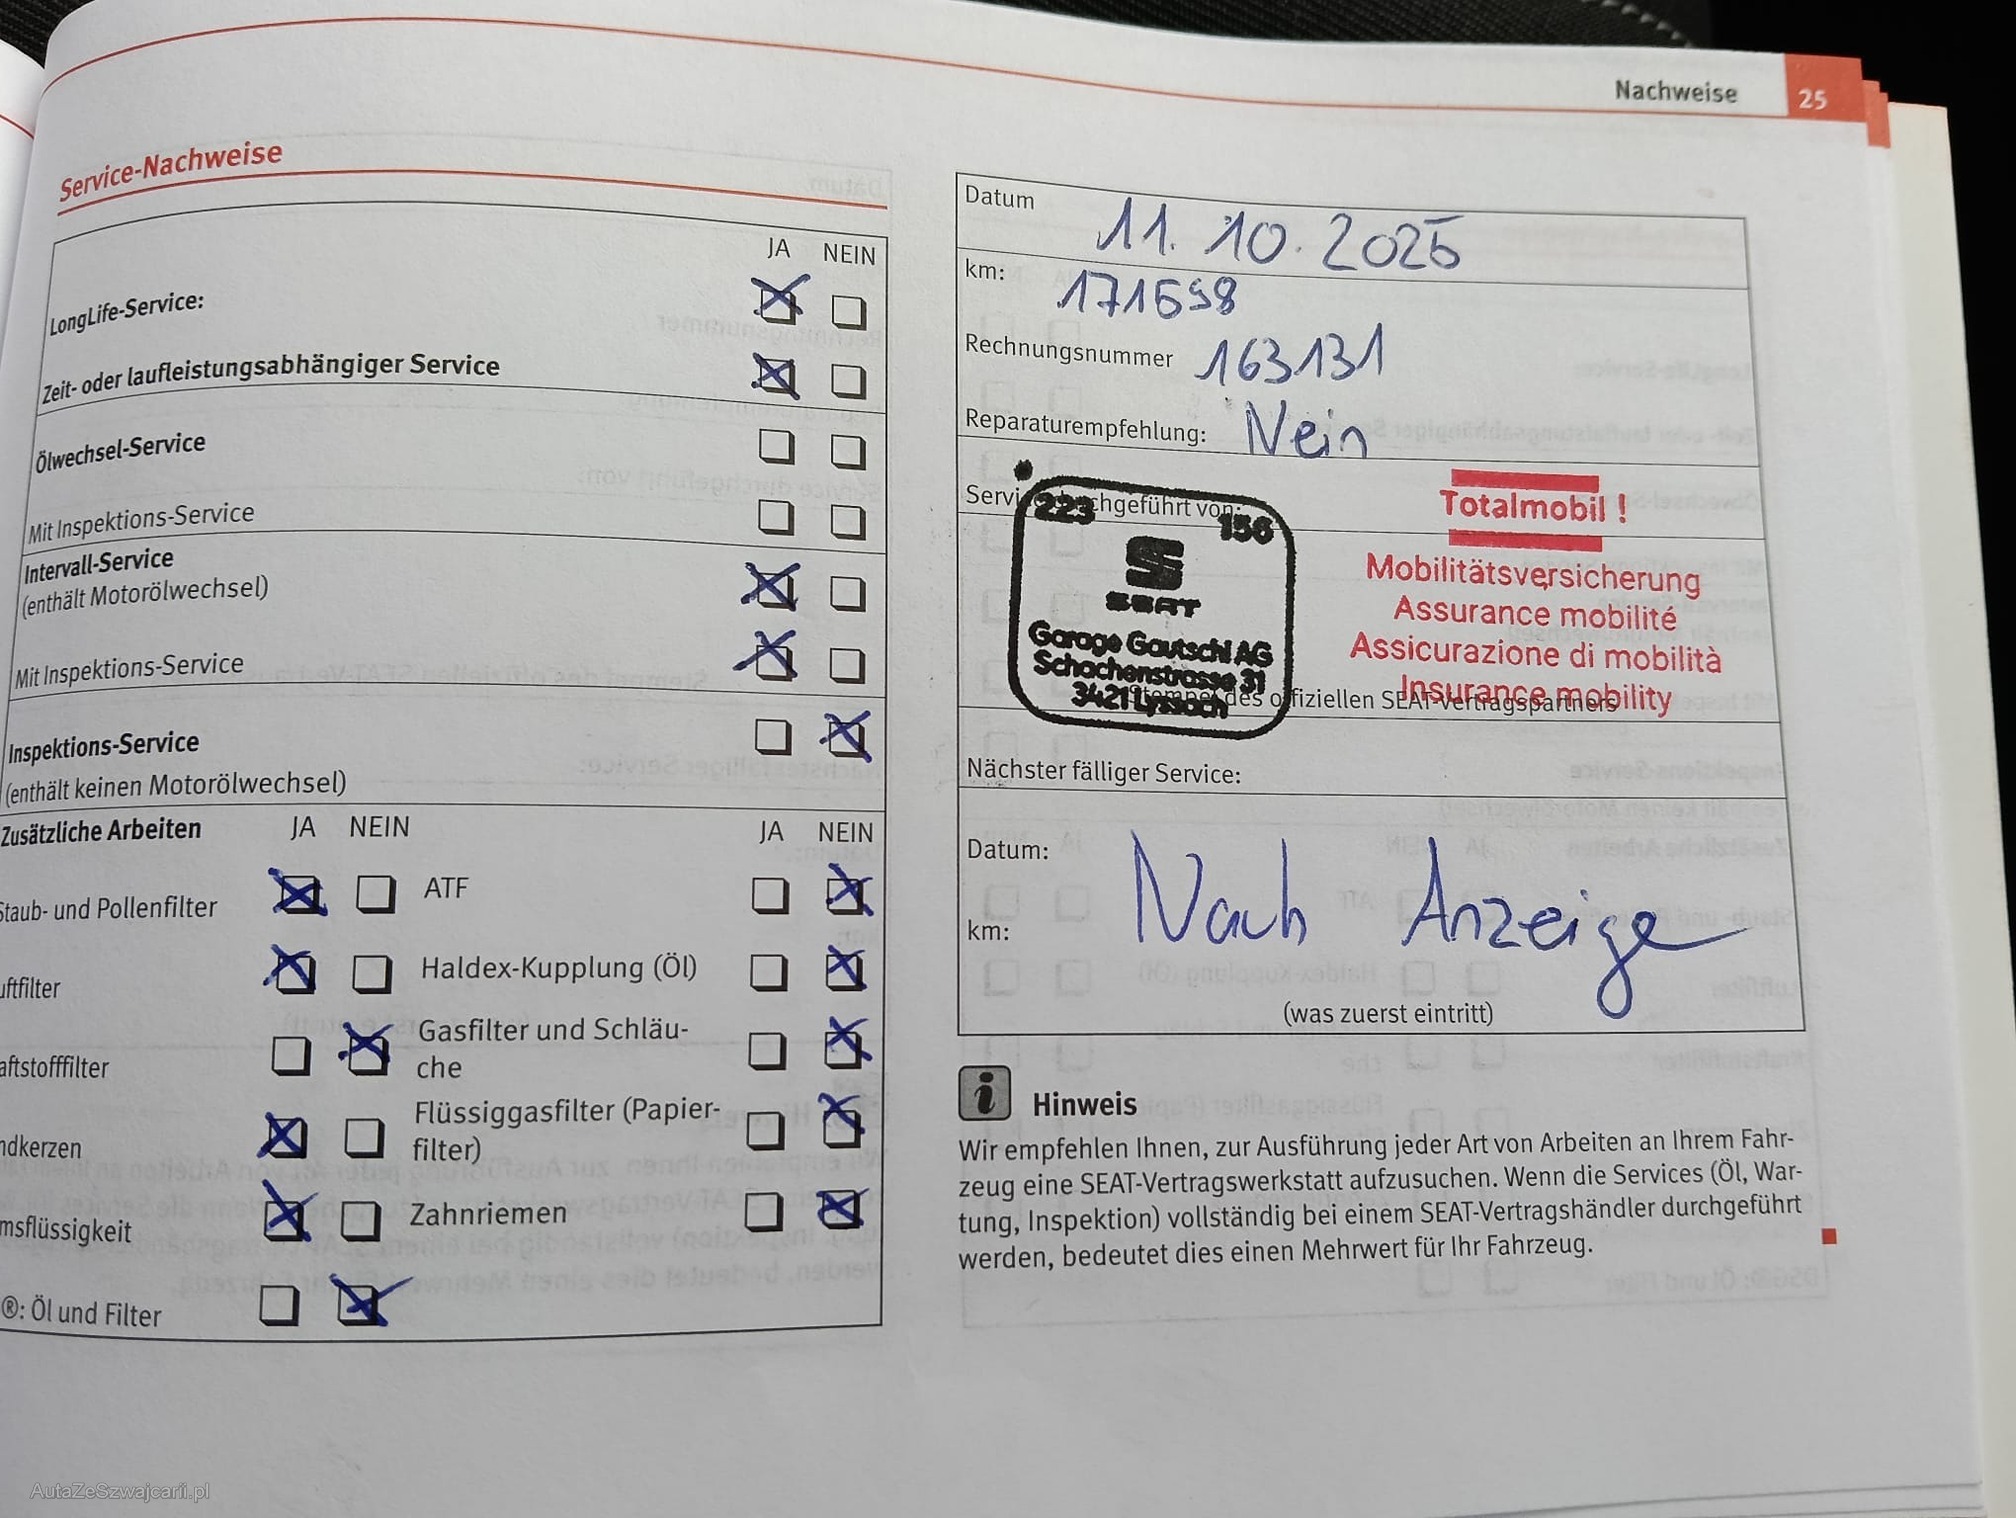 Nachweise 25
Service-Nachweise
JA NEIN
LongLife-Service:
Zeit- oder laufleistungsabhängiger Service
Ölwechsel-Service
Mit Inspektions-Service
Intervall-Service
(enthält Motorölwechsel)
Mit Inspektions-Service
Inspektions-Service
(enthält keinen Motorölwechsel)
Zusätzliche Arbeiten JA NEIN JA NEIN
Staub- und Pollenfilter ATF
uftfilter Haldex-Kupplung (Öl)
aftstofffilter Gasfilter und Schläu-
che
ndkerzen Flüssiggasfilter (Papier-
filter)
msflüssigkeit Zahnriemen
®: Öl und Filter
Datum 11. 10. 2025
km:
Rechnungsnummer 163131
Reparaturempfehlung: Nein
Service durchgeführt von:
223 156
SEAT
Garage Gautschi AG
Schachenstrasse 31
3421 Lyssach
Totalmobil !
Mobilitätsversicherung
Assurance mobilité
Assicurazione di mobilità
Insurance mobility
Stempel des offiziellen SEAT-Vertragspartners
Nächster fälliger Service:
Datum:
Nach Anzeige
km:
(was zuerst eintritt)
i Hinweis
Wir empfehlen Ihnen, zur Ausführung jeder Art von Arbeiten an Ihrem Fahr-
zeug eine SEAT-Vertragswerkstatt aufzusuchen. Wenn die Services (Öl, War-
tung, Inspektion) vollständig bei einem SEAT-Vertragshändler durchgeführt
werden, bedeutet dies einen Mehrwert für Ihr Fahrzeug.
AutaZeSzwajcarii.pl